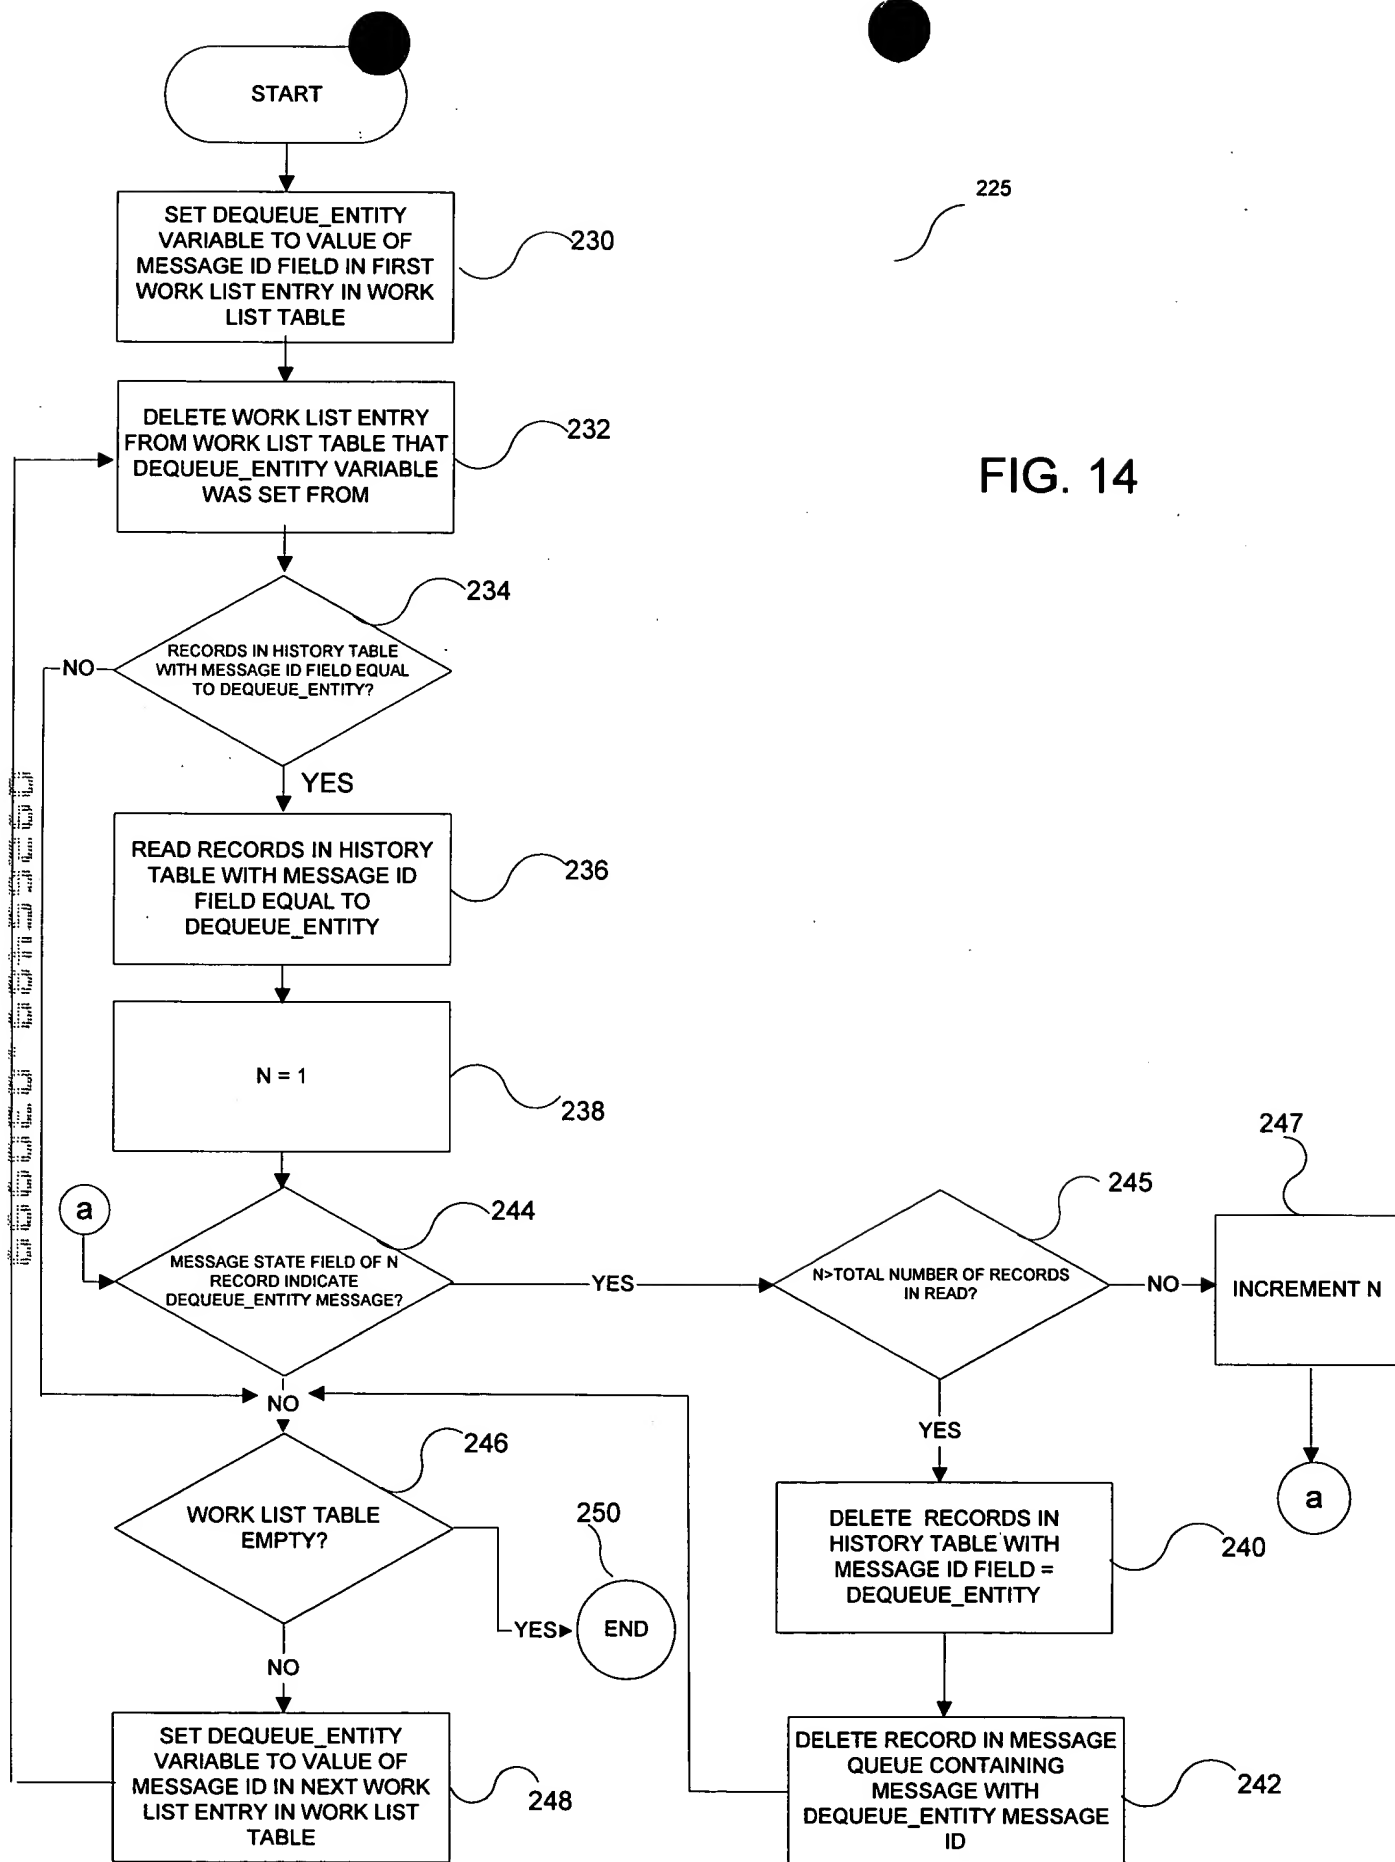 START
225
SET DEQUEUE_ENTITY
VARIABLE TO VALUE OF
MESSAGE ID FIELD IN FIRST
WORK LIST ENTRY IN WORK
LIST TABLE
230
DELETE WORK LIST ENTRY
FROM WORK LIST TABLE THAT
DEQUEUE_ENTITY VARIABLE
WAS SET FROM
232
FIG. 14
234
RECORDS IN HISTORY TABLE
WITH MESSAGE ID FIELD EQUAL
TO DEQUEUE_ENTITY?
NO
YES
READ RECORDS IN HISTORY
TABLE WITH MESSAGE ID
FIELD EQUAL TO
DEQUEUE_ENTITY
236
N = 1
238
a
244
MESSAGE STATE FIELD OF N
RECORD INDICATE
DEQUEUE_ENTITY MESSAGE?
YES
245
N>TOTAL NUMBER OF RECORDS
IN READ?
NO
247
INCREMENT N
a
NO
246
WORK LIST TABLE
EMPTY?
YES
250
END
NO
SET DEQUEUE_ENTITY
VARIABLE TO VALUE OF
MESSAGE ID IN NEXT WORK
LIST ENTRY IN WORK LIST
TABLE
248
YES
DELETE RECORDS IN
HISTORY TABLE WITH
MESSAGE ID FIELD =
DEQUEUE_ENTITY
240
DELETE RECORD IN MESSAGE
QUEUE CONTAINING
MESSAGE WITH
DEQUEUE_ENTITY MESSAGE
ID
242